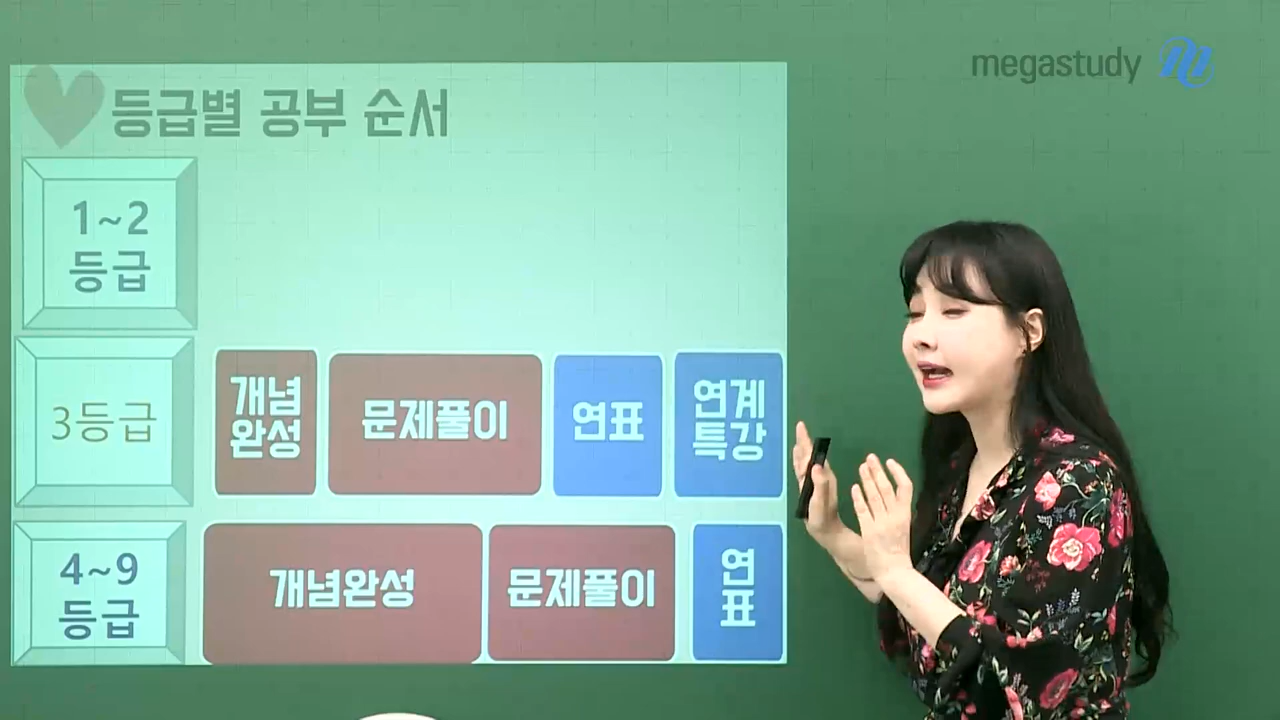 megastudy
등급별 공부 순서
1~2
등급
3등급
개념
완성
문제풀이
연표
연계
특강
4~9
등급
개념완성
문제풀이
연
표